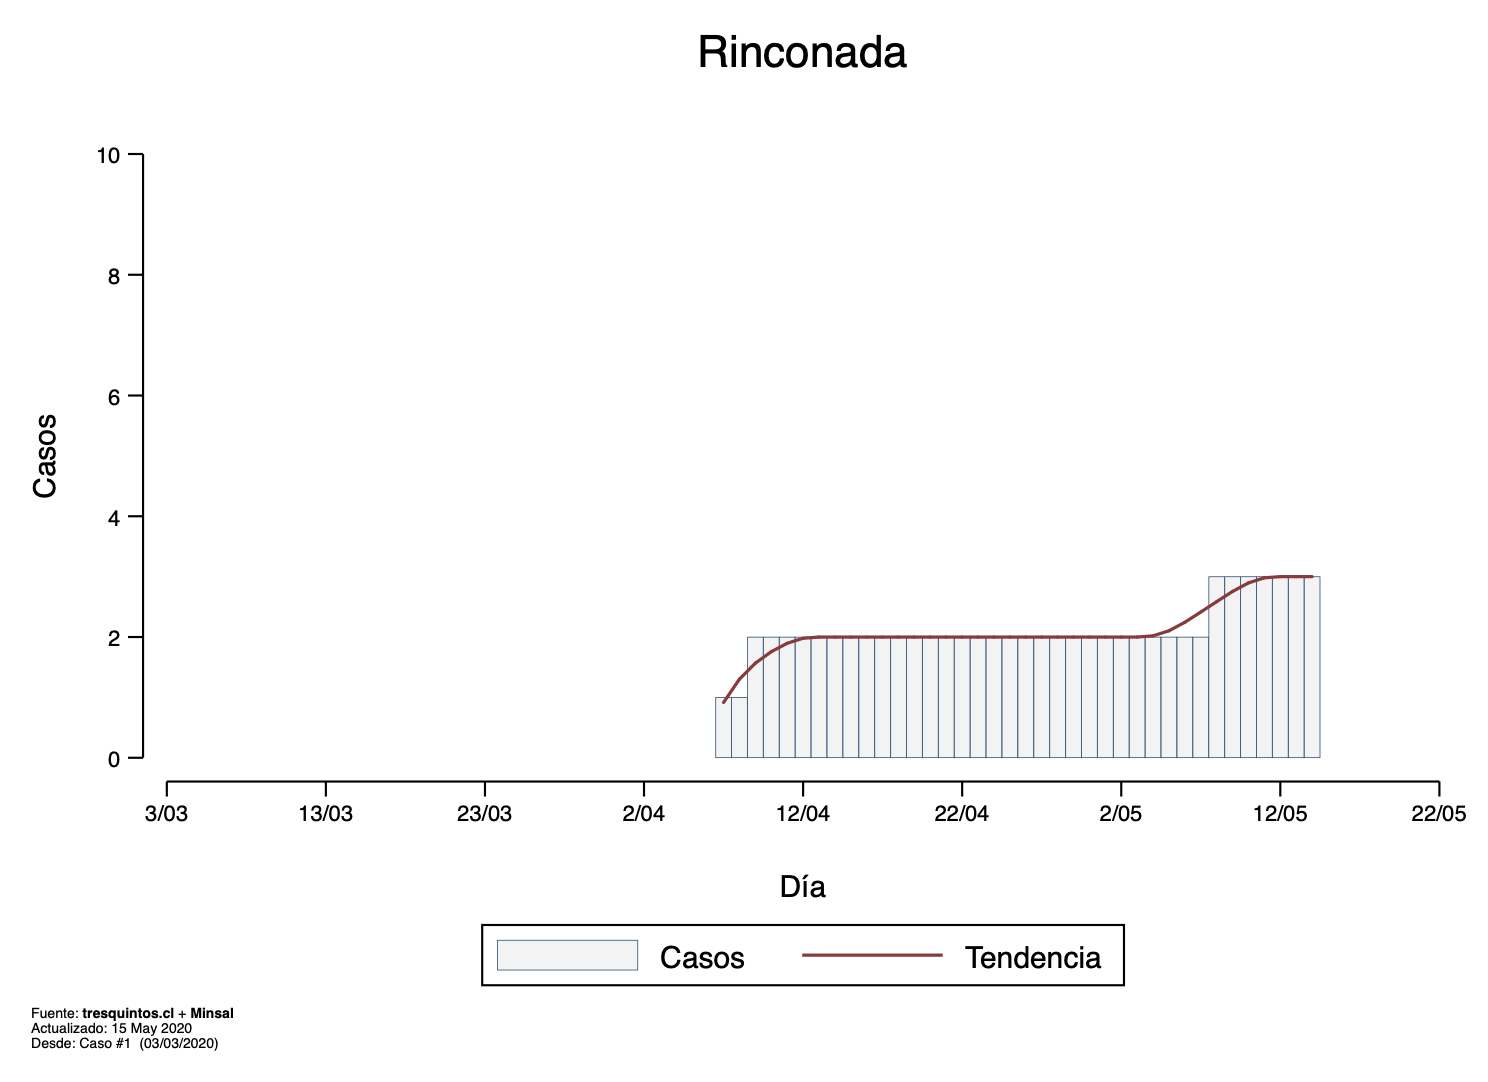 Rinconada
10
8
6
4
2
0
Casos
3/03 13/03 23/03 2/04 12/04 22/04 2/05 12/05 22/05
Día
Casos Tendencia
Fuente: tresquintos.cl + Minsal
Actualizado: 15 May 2020
Desde: Caso #1 (03/03/2020)